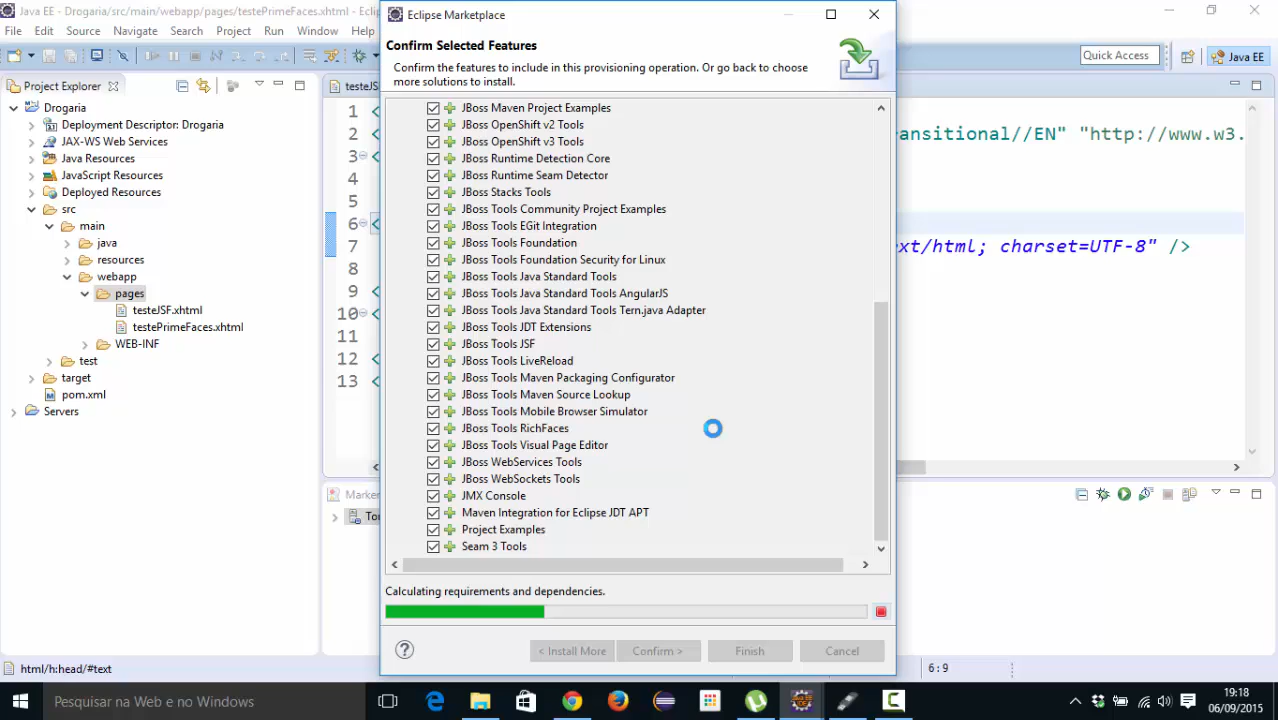 Java EE - Drogaria/src/main/webapp/pages/testePrimeFaces.xhtml - Eclipse
File Edit Source Navigate Search Project Run Window
Quick Access
Java EE
Project Explorer
Drogaria
Deployment Descriptor: Drogaria
JAX-WS Web Services
Java Resources
JavaScript Resources
Deployed Resources
src
main
java
resources
webapp
pages
testeJSF.xhtml
testePrimeFaces.xhtml
WEB-INF
test
target
pom.xml
Servers
1 <
2 < ransitional//EN" "http://www.w3.
3 <
4
5
6 <
7 ext/html; charset=UTF-8" />
8
9 <
10 <
11
12 <
13 <
Eclipse Marketplace
Confirm Selected Features
Confirm the features to include in this provisioning operation. Or go back to choose
more solutions to install.
JBoss Maven Project Examples
JBoss OpenShift v2 Tools
JBoss OpenShift v3 Tools
JBoss Runtime Detection Core
JBoss Runtime Seam Detector
JBoss Stacks Tools
JBoss Tools Community Project Examples
JBoss Tools EGit Integration
JBoss Tools Foundation
JBoss Tools Foundation Security for Linux
JBoss Tools Java Standard Tools
JBoss Tools Java Standard Tools AngularJS
JBoss Tools Java Standard Tools Tern.java Adapter
JBoss Tools JDT Extensions
JBoss Tools JSF
JBoss Tools LiveReload
JBoss Tools Maven Packaging Configurator
JBoss Tools Maven Source Lookup
JBoss Tools Mobile Browser Simulator
JBoss Tools RichFaces
JBoss Tools Visual Page Editor
JBoss WebServices Tools
JBoss WebSockets Tools
JMX Console
Maven Integration for Eclipse JDT APT
Project Examples
Seam 3 Tools
Calculating requirements and dependencies.
< Install More Confirm > Finish Cancel
html/h:head/#text
6:9
Pesquisar na Web e no Windows
19:18
06/09/2015